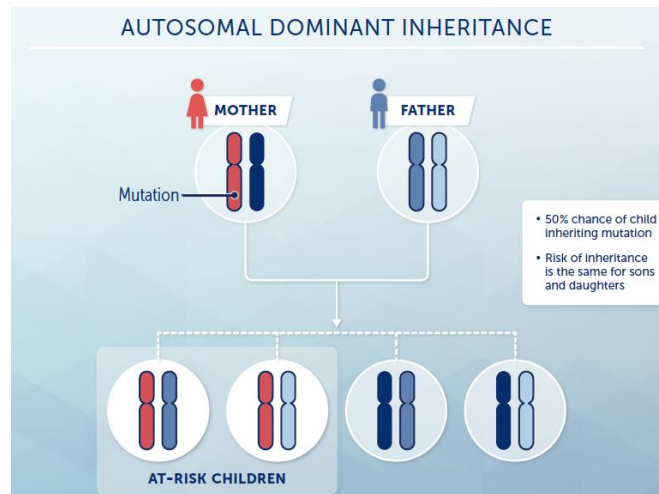 AUTOSOMAL DOMINANT INHERITANCE
MOTHER
FATHER
Mutation
• 50% chance of child
inheriting mutation
• Risk of inheritance
is the same for sons
and daughters
AT-RISK CHILDREN